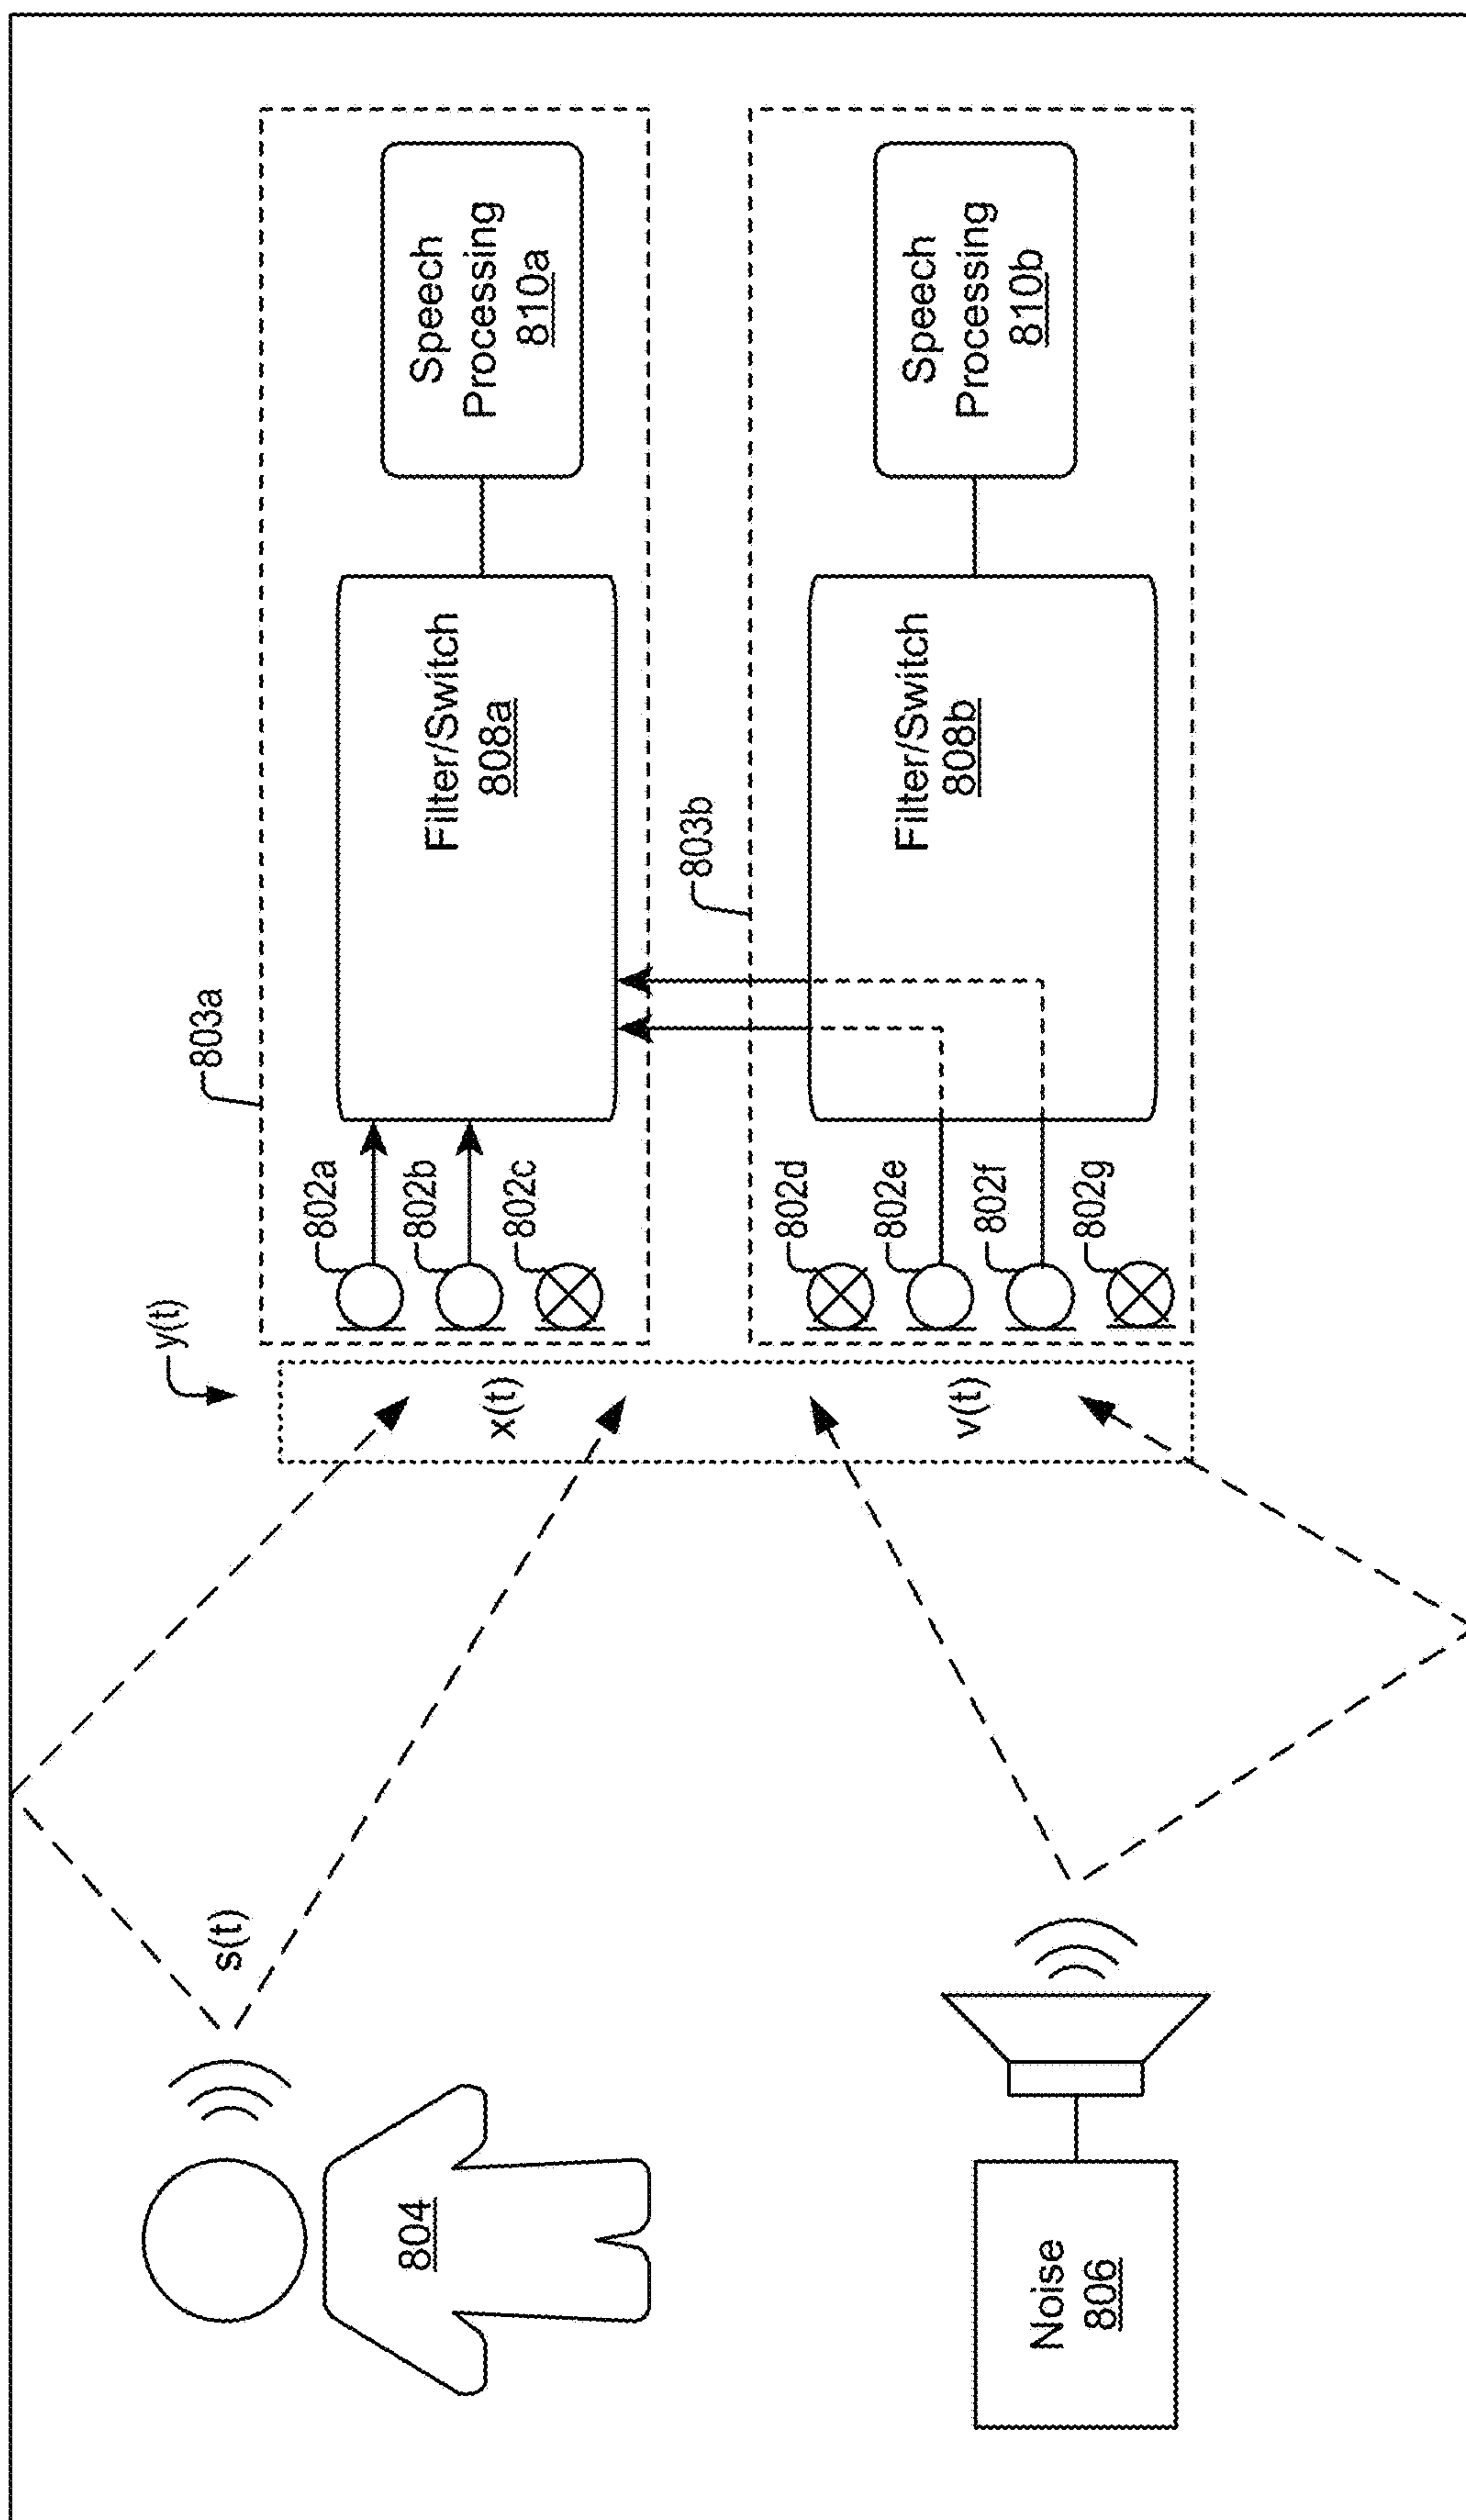 804
s(t)
Noise
806
y(t)
x(t)
v(t)
803a
802a
802b
802c
Filter/Switch
808a
Speech
Processing
810a
803b
802d
802e
802f
802g
Filter/Switch
808b
Speech
Processing
810b